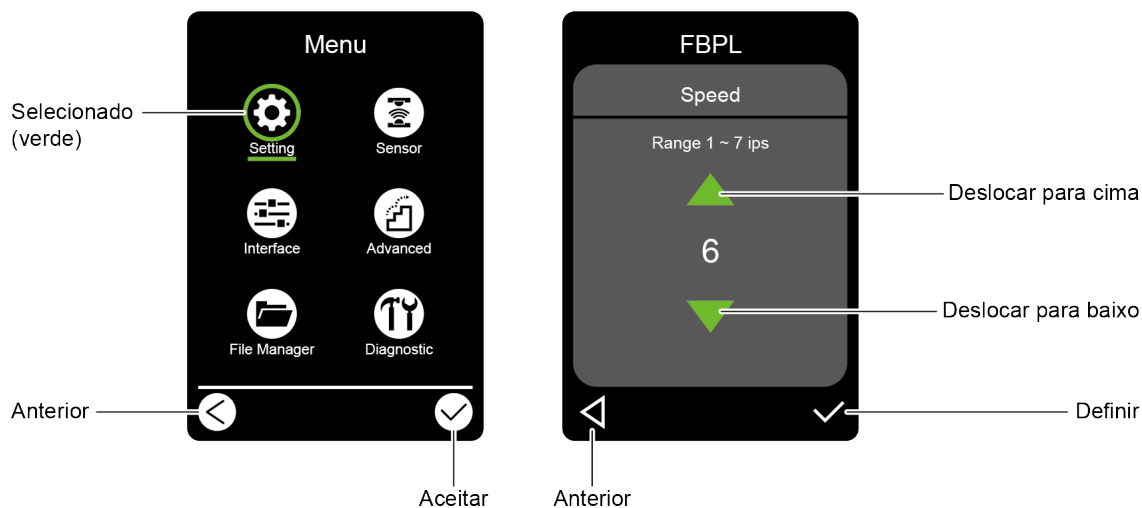 Menu
FBPL
Selecionado
(verde)
Setting
Sensor
Speed
Range 1 ~ 7 ips
Deslocar para cima
Interface
Advanced
6
Deslocar para baixo
File Manager
Diagnostic
Anterior
Definir
Aceitar
Anterior